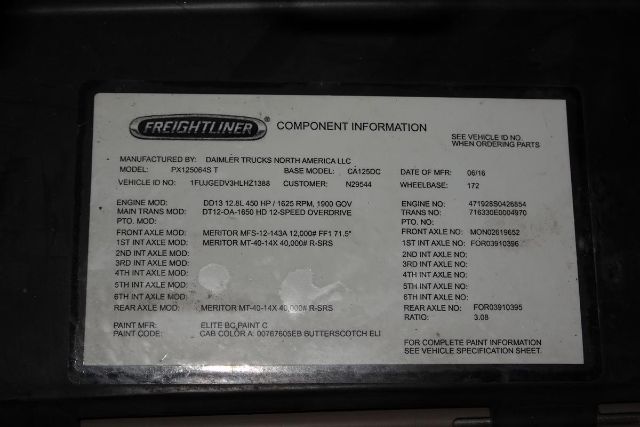 FREIGHTLINER® COMPONENT INFORMATION
SEE VEHICLE ID NO.
WHEN ORDERING PARTS
MANUFACTURED BY: DAIMLER TRUCKS NORTH AMERICA LLC
MODEL: PX125064S T BASE MODEL: CA125DC DATE OF MFR: 06/16
VEHICLE ID NO: 1FUJGEDV3HLHZ1388 CUSTOMER: N29544 WHEELBASE: 172
ENGINE MOD: DD13 12.8L 450 HP / 1625 RPM, 1900 GOV ENGINE NO: 471928S0426854
MAIN TRANS MOD: DT12-OA-1650 HD 12-SPEED OVERDRIVE TRANS NO: 716330E0004970
PTO. MOD: PTO. NO:
FRONT AXLE MOD: MERITOR MFS-12-143A 12,000# FF1 71.5" FRONT AXLE NO: MON02619652
1ST INT AXLE MOD: MERITOR MT-40-14X 40,000# R-SRS 1ST INT AXLE NO: FOR03910396
2ND INT AXLE MOD: 2ND INT AXLE NO:
3RD INT AXLE MOD: 3RD INT AXLE NO:
4TH INT AXLE MOD: 4TH INT AXLE NO:
5TH INT AXLE MOD: 5TH INT AXLE NO:
6TH INT AXLE MOD: 6TH INT AXLE NO:
REAR AXLE MOD: MERITOR MT-40-14X 40,000# R-SRS REAR AXLE NO: FOR03910395
RATIO: 3.08
PAINT MFR: ELITE BC PAINT C
PAINT CODE: CAB COLOR A: 00767605EB BUTTERSCOTCH ELI
FOR COMPLETE PAINT INFORMATION
SEE VEHICLE SPECIFICATION SHEET.